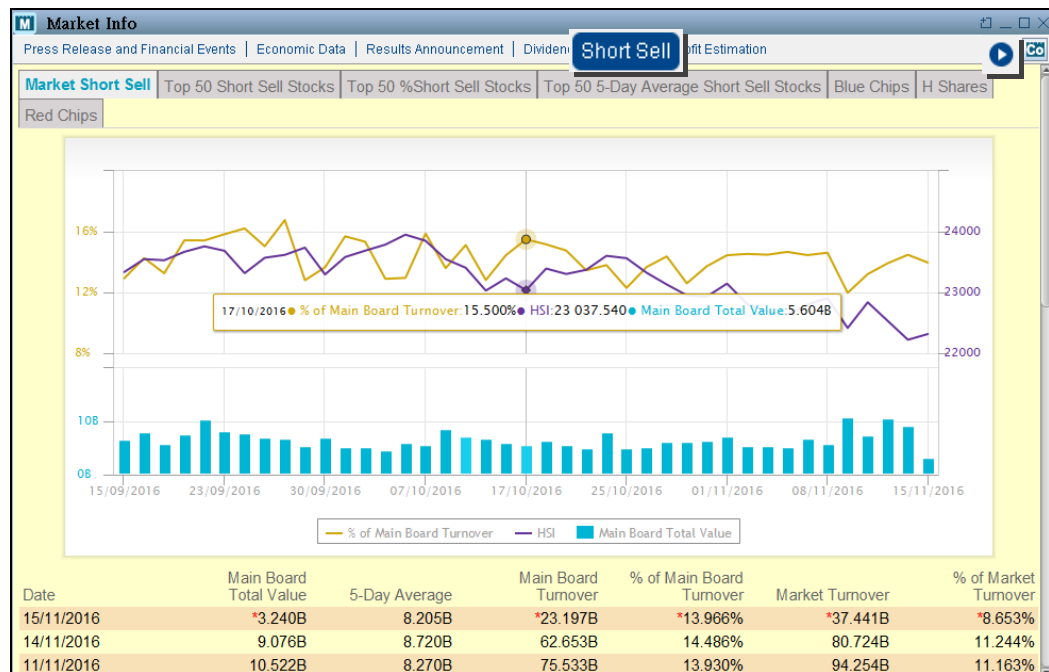 M Market Info
Press Release and Financial Events | Economic Data | Results Announcement | Dividen Short Sell ofit Estimation Co
Market Short Sell Top 50 Short Sell Stocks Top 50 %Short Sell Stocks Top 50 5-Day Average Short Sell Stocks Blue Chips H Shares
Red Chips
16% 24000
12% 23000
17/10/2016 ● % of Main Board Turnover:15.500% ● HSI:23 037.540 ● Main Board Total Value:5.604B
8% 22000
10B
0B
15/09/2016 23/09/2016 30/09/2016 07/10/2016 17/10/2016 25/10/2016 01/11/2016 08/11/2016 15/11/2016
% of Main Board Turnover HSI Main Board Total Value
Main Board Main Board % of Main Board % of Market
Date Total Value 5-Day Average Turnover Turnover Market Turnover Turnover
15/11/2016 *3.240B 8.205B *23.197B *13.966% *37.441B *8.653%
14/11/2016 9.076B 8.720B 62.653B 14.486% 80.724B 11.244%
11/11/2016 10.522B 8.270B 75.533B 13.930% 94.254B 11.163%